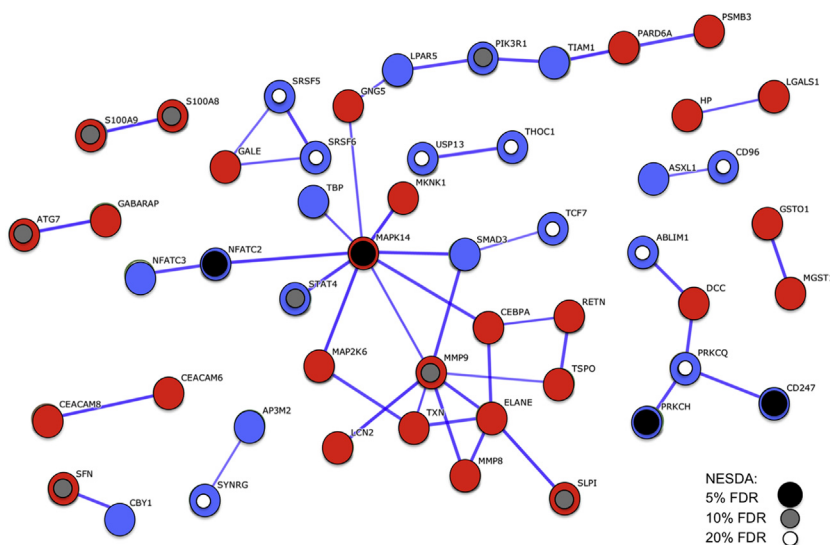 PSMB3
PARD6A
PIK3R1
TIAM1
LPAR5
GNG5
SRSF5
S100A8
S100A9
LGALS1
HP
THOC1
USP13
SRSF6
GALE
CD96
ASXL1
TBP
MKNK1
GABARAP
ATG7
TCF7
GSTO1
MAPK14
NFATC2
NFATC3
SMAD3
ABLIM1
STAT4
DCC
CEBPA
RETN
MAP2K6
MMP9
TSPO
PRKCQ
CD247
PRKCH
CEACAM6
CEACAM8
AP3M2
TXN
ELANE
LCN2
MMP8
SLPI
SFN
CBY1
SYNRG
NESDA:
5% FDR
10% FDR
20% FDR